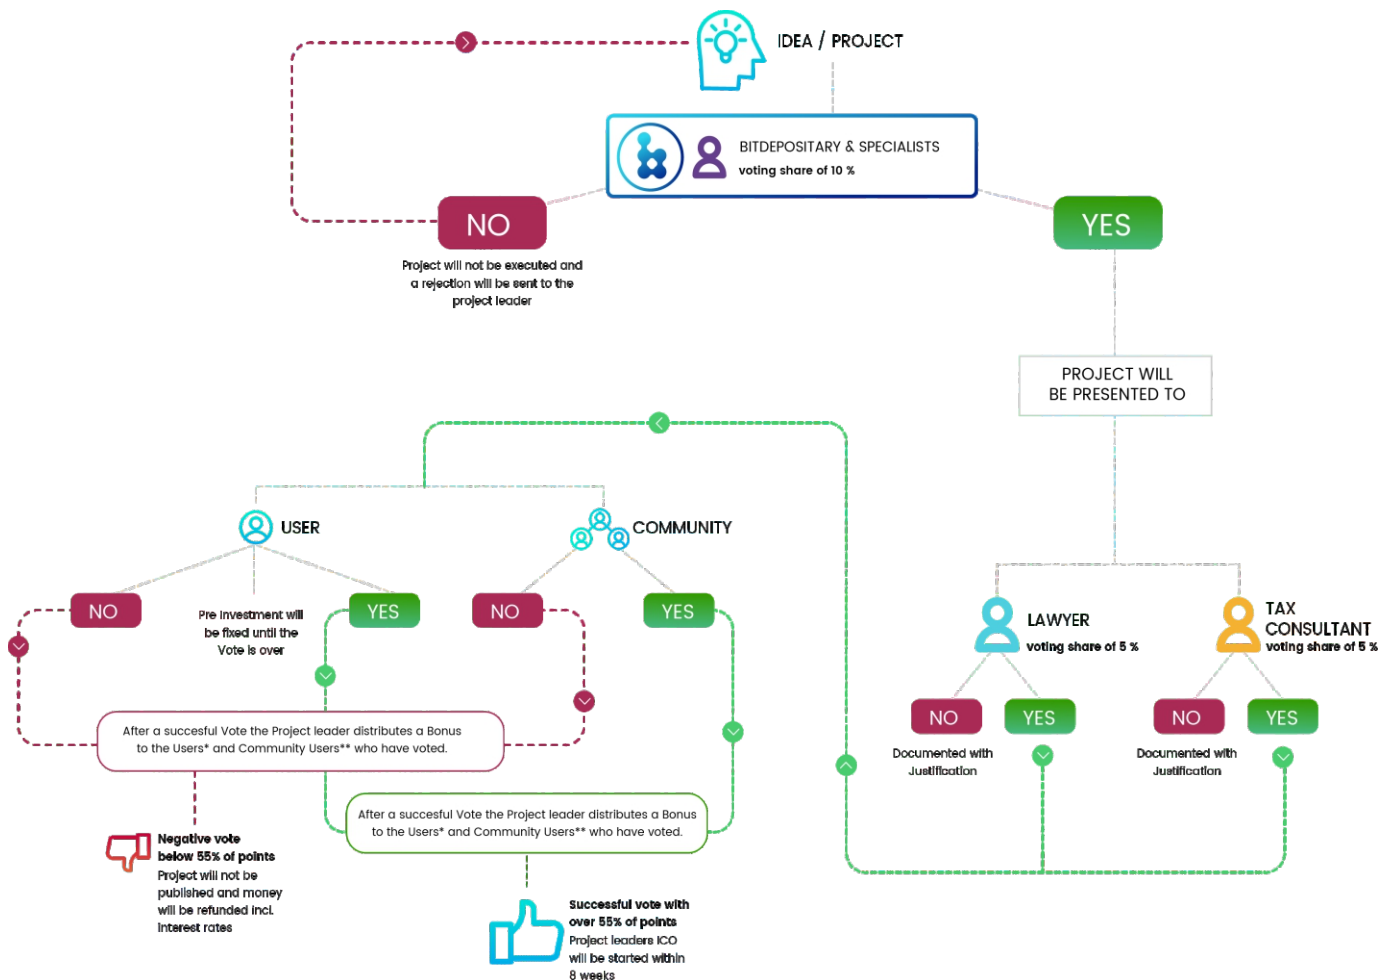 IDEA / PROJECT
BITDEPOSITARY & SPECIALISTS
voting share of 10 %
NO
YES
Project will not be executed and
a rejection will be sent to the
project leader
PROJECT WILL
BE PRESENTED TO
USER
COMMUNITY
NO
Pre Investment will
be fixed until the
Vote is over
YES
NO
YES
LAWYER
voting share of 5 %
TAX
CONSULTANT
voting share of 5 %
NO
YES
NO
YES
Documented with
Justification
Documented with
Justification
After a succesful Vote the Project leader distributes a Bonus
to the Users* and Community Users** who have voted.
After a succesful Vote the Project leader distributes a Bonus
to the Users* and Community Users** who have voted.
Negative vote
below 55% of points
Project will not be
published and money
will be refunded incl.
Interest rates
Successful vote with
over 55% of points
Project leaders ICO
will be started within
8 weeks